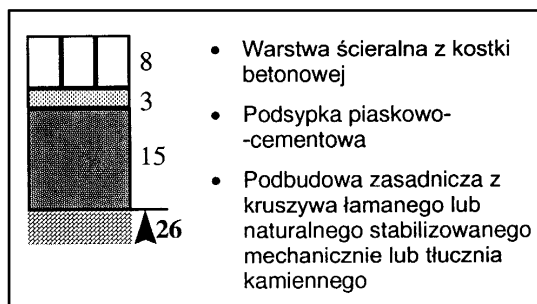 8
3
15
26
• Warstwa ścieralna z kostki
betonowej
• Podsypka piaskowo-
-cementowa
• Podbudowa zasadnicza z
kruszywa łamanego lub
naturalnego stabilizowanego
mechanicznie lub tłucznia
kamiennego